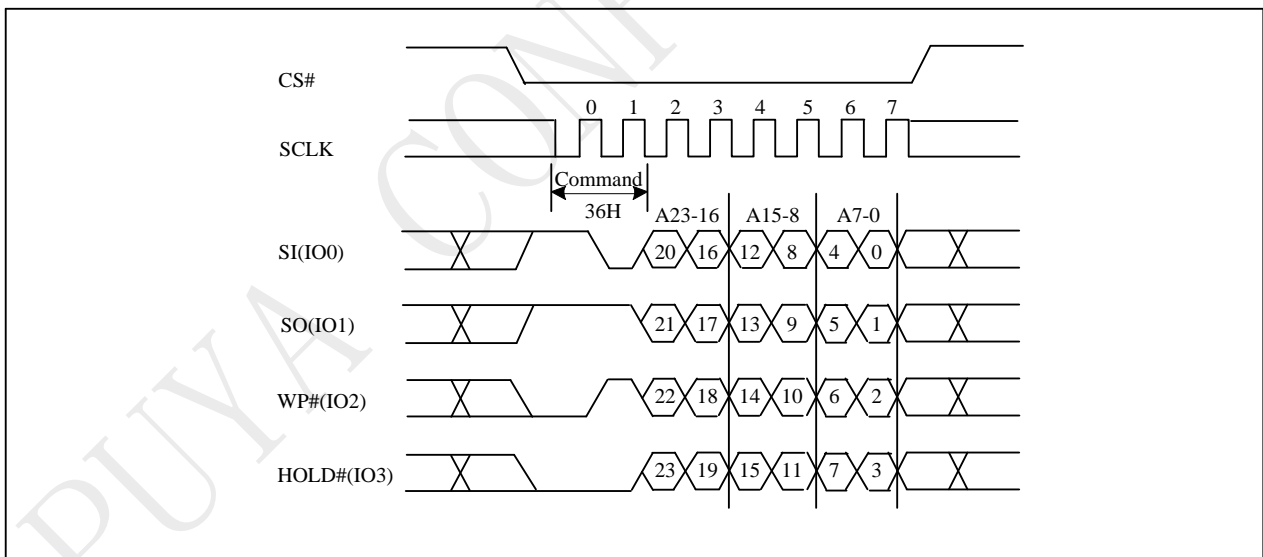 CS#
0 1 2 3 4 5 6 7
SCLK
Command
36H
A23-16 A15-8 A7-0
SI(IO0) 20 16 12 8 4 0
SO(IO1) 21 17 13 9 5 1
WP#(IO2) 22 18 14 10 6 2
HOLD#(IO3) 23 19 15 11 7 3
PUYA CONF